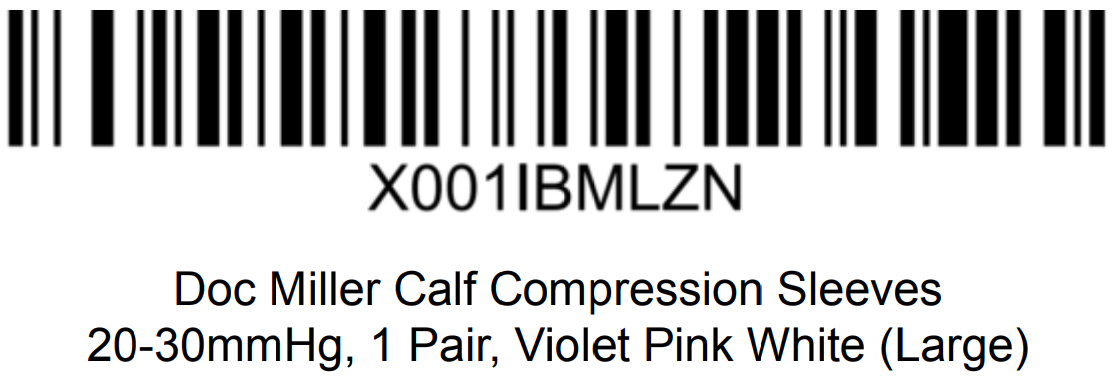 X001IBMLZN
Doc Miller Calf Compression Sleeves
20-30mmHg, 1 Pair, Violet Pink White (Large)